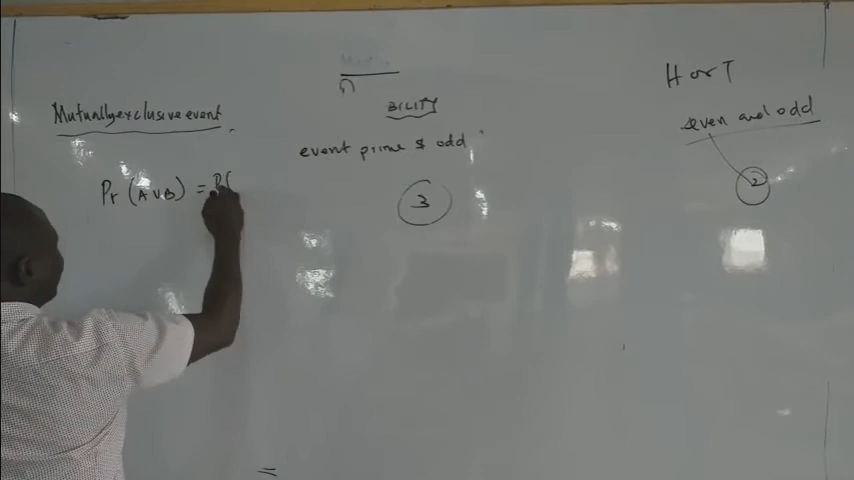 Mutually exclusive event
Pr (A∪B) = P(
BILITY
event prime & odd
3
H or T
even and odd
2
=